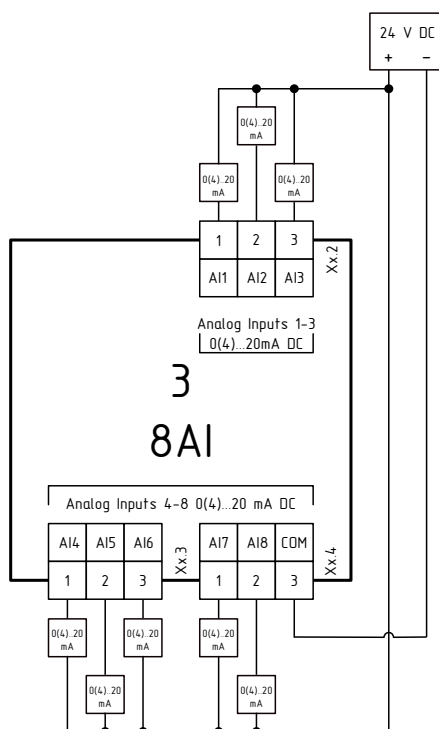 24 V DC
+ −
0(4)...20
mA
0(4)...20
mA
0(4)...20
mA
1 2 3
Xx.2
AI1 AI2 AI3
Analog Inputs 1-3
0(4)...20mA DC
3
8AI
Analog Inputs 4-8 0(4)...20 mA DC
AI4 AI5 AI6
Xx.3
AI7 AI8 COM
Xx.4
1 2 3
1 2 3
0(4)...20
mA
0(4)...20
mA
0(4)...20
mA
0(4)...20
mA
0(4)...20
mA